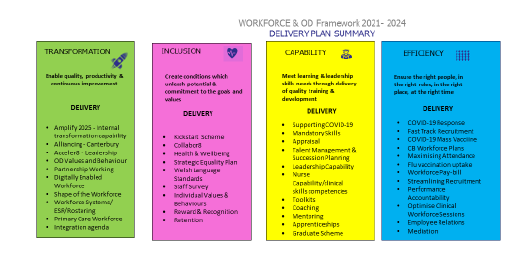 WORKFORCE & OD Framework 2021- 2024
DELIVERY PLAN SUMMARY
TRANSFORMATION
Enable quality, productivity &
continuous improvement
DELIVERY
Amplify 2025 - Internal
transformation capability
Alliancing - Canterbury
Acceler8 - Leadership
OD Values and Behaviour
Partnership Working
Digitally Enabled
Workforce
Shape of the Workforce
Workforce Systems/
ESR/Rostering
Primary Care Workforce
Integration agenda
INCLUSION
Create conditions which
unleash potential &
commitment to the goals and
values
DELIVERY
Kickstart Scheme
Collabor8
Health & Wellbeing
Strategic Equality Plan
Welsh Language
Standards
Staff Survey
Individual Values &
Behaviours
Reward & Recognition
Retention
CAPABILITY
Meet learning & leadership
skills needs through delivery
of quality training &
development
DELIVERY
Supporting COVID-19
Mandatory Skills
Appraisal
Talent Management &
Succession Planning
Leadership Capability
Nurse
Capability/clinical
skills competences
Toolkits
Coaching
Mentoring
Apprenticeships
Graduate Scheme
EFFICIENCY
Ensure the right people, in
the right roles, in the right
place, at the right time
DELIVERY
COVID-19 Response
Fast Track Recruitment
COVID-19 Mass Vaccine
CB Workforce Plans
Maximising Attendance
Flu vaccination uptake
Workforce Pay-bill
Streamlining Recruitment
Performance
Accountability
Optimise Clinical
Workforce Sessions
Employee Relations
Mediation